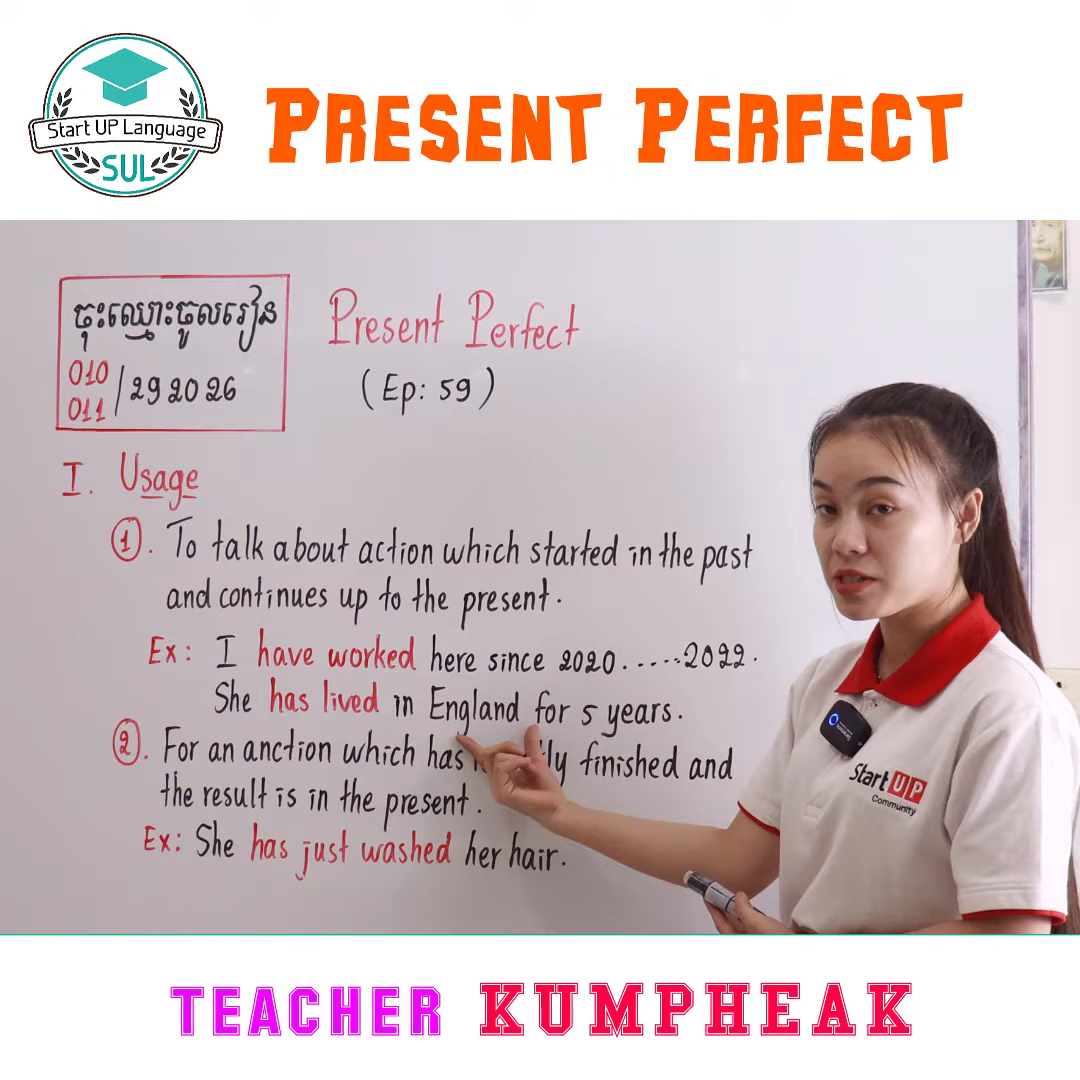 Start UP Language
SUL
PRESENT PERFECT
ចុះឈ្មោះចូលរៀន
010
011 / 29 20 26
Present Perfect
(Ep: 59)
I. Usage
1. To talk about action which started in the past
and continues up to the present.
Ex: I have worked here since 2020......2022.
She has lived in England for 5 years.
2. For an anction which has finished and
the result is in the present.
Ex: She has just washed her hair.
Start UP
Community
TEACHER KUMPHEAK